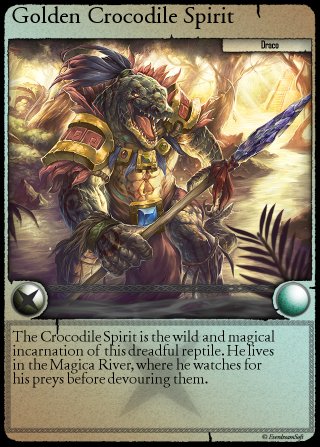 Golden Crocodile Spirit
Draco
The Crocodile Spirit is the wild and magical
incarnation of this dreadful reptile. He lives
in the Magica River, where he watches for
his preys before devouring them.
© EverdreamSoft